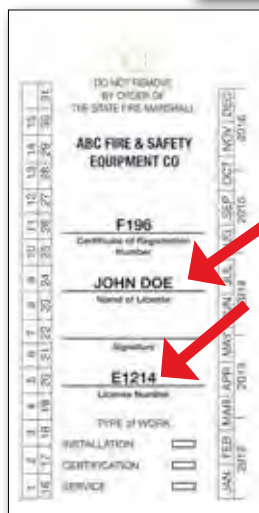 DO NOT REMOVE
BY ORDER OF
THE STATE FIRE MARSHALL
ABC FIRE & SAFETY
EQUIPMENT CO
F196
Certificate of Registration
Number
JOHN DOE
Name of License
Signature
E1214
License Number
TYPE of WORK
INSTALLATION
CERTIFICATION
SERVICE
1 2 3 4 5 6 7 8 9 10 11 12 13 14 15
16 17 18 19 20 21 22 23 24 25 26 27 28 29 30 31
JAN FEB MAR APR MAY JUN JUL AUG SEP OCT NOV DEC
2012 2013 2014 2015 2016